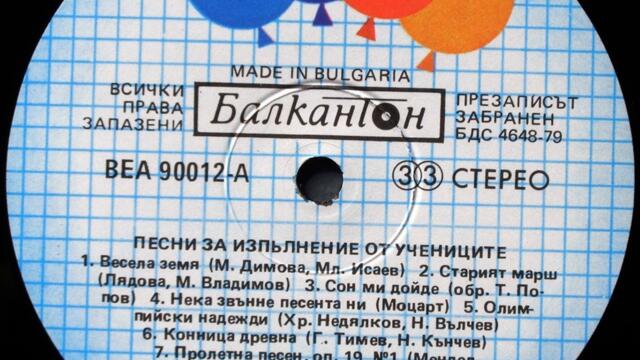 MADE IN BULGARIA
ВСИЧКИ
ПРАВА
ЗАПАЗЕНИ
Балкантон
ПРЕЗАПИСЪТ
ЗАБРАНЕН
БДС 4648-79
ВЕА 90012-А
33 СТЕРЕО
ПЕСНИ ЗА ИЗПЪЛНЕНИЕ ОТ УЧЕНИЦИТЕ
1. Весела земя (М. Димова, Мл. Исаев) 2. Старият марш
(Лядова, М. Владимов) 3. Сон ми дойде (обр. Т. По-
пов) 4. Нека звънне песента ни (Моцарт) 5. Олим-
пийски надежди (Хр. Недялков, Н. Вълчев)
6. Конница древна (Г. Тимев, Н. Кънчев)
7. Пролетна песен, оп. 19, №1 (Мендел